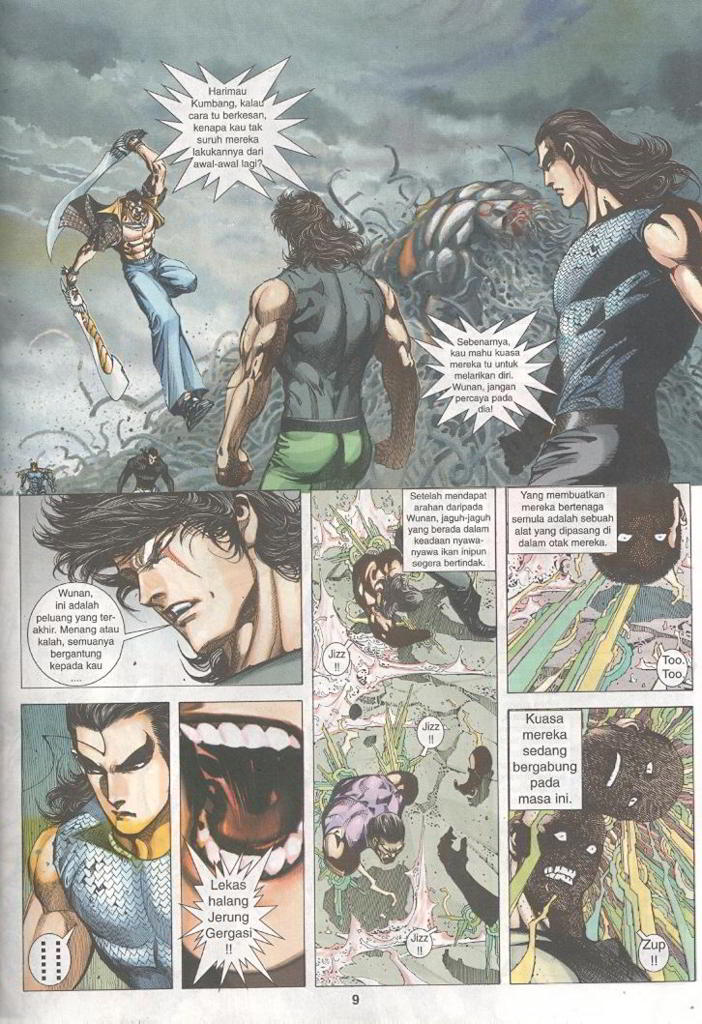 Harimau
Kumbang, kalau
cara tu berkesan,
kenapa kau tak
suruh mereka
lakukannya dari
awal-awal lagi?
Sebenarnya,
kau mahu kuasa
mereka tu untuk
melarikan diri.
Wunan, jangan
percaya pada
dia!
Wunan,
ini adalah
peluang yang ter-
akhir. Menang atau
kalah, semuanya
bergantung
kepada kau
....
Setelah mendapat
arahan daripada
Wunan, jaguh-jaguh
yang berada dalam
keadaan nyawa-
nyawa ikan inipun
segera bertindak.
Jizz
!!
Jizz
!!
Jizz
!!
Yang membuatkan
mereka bertenaga
semula adalah sebuah
alat yang dipasang di
dalam otak mereka.
Too.
Too.
Lekas
halang
Jerung
Gergasi
!!
Kuasa
mereka
sedang
bergabung
pada
masa ini.
Zup
!!
9